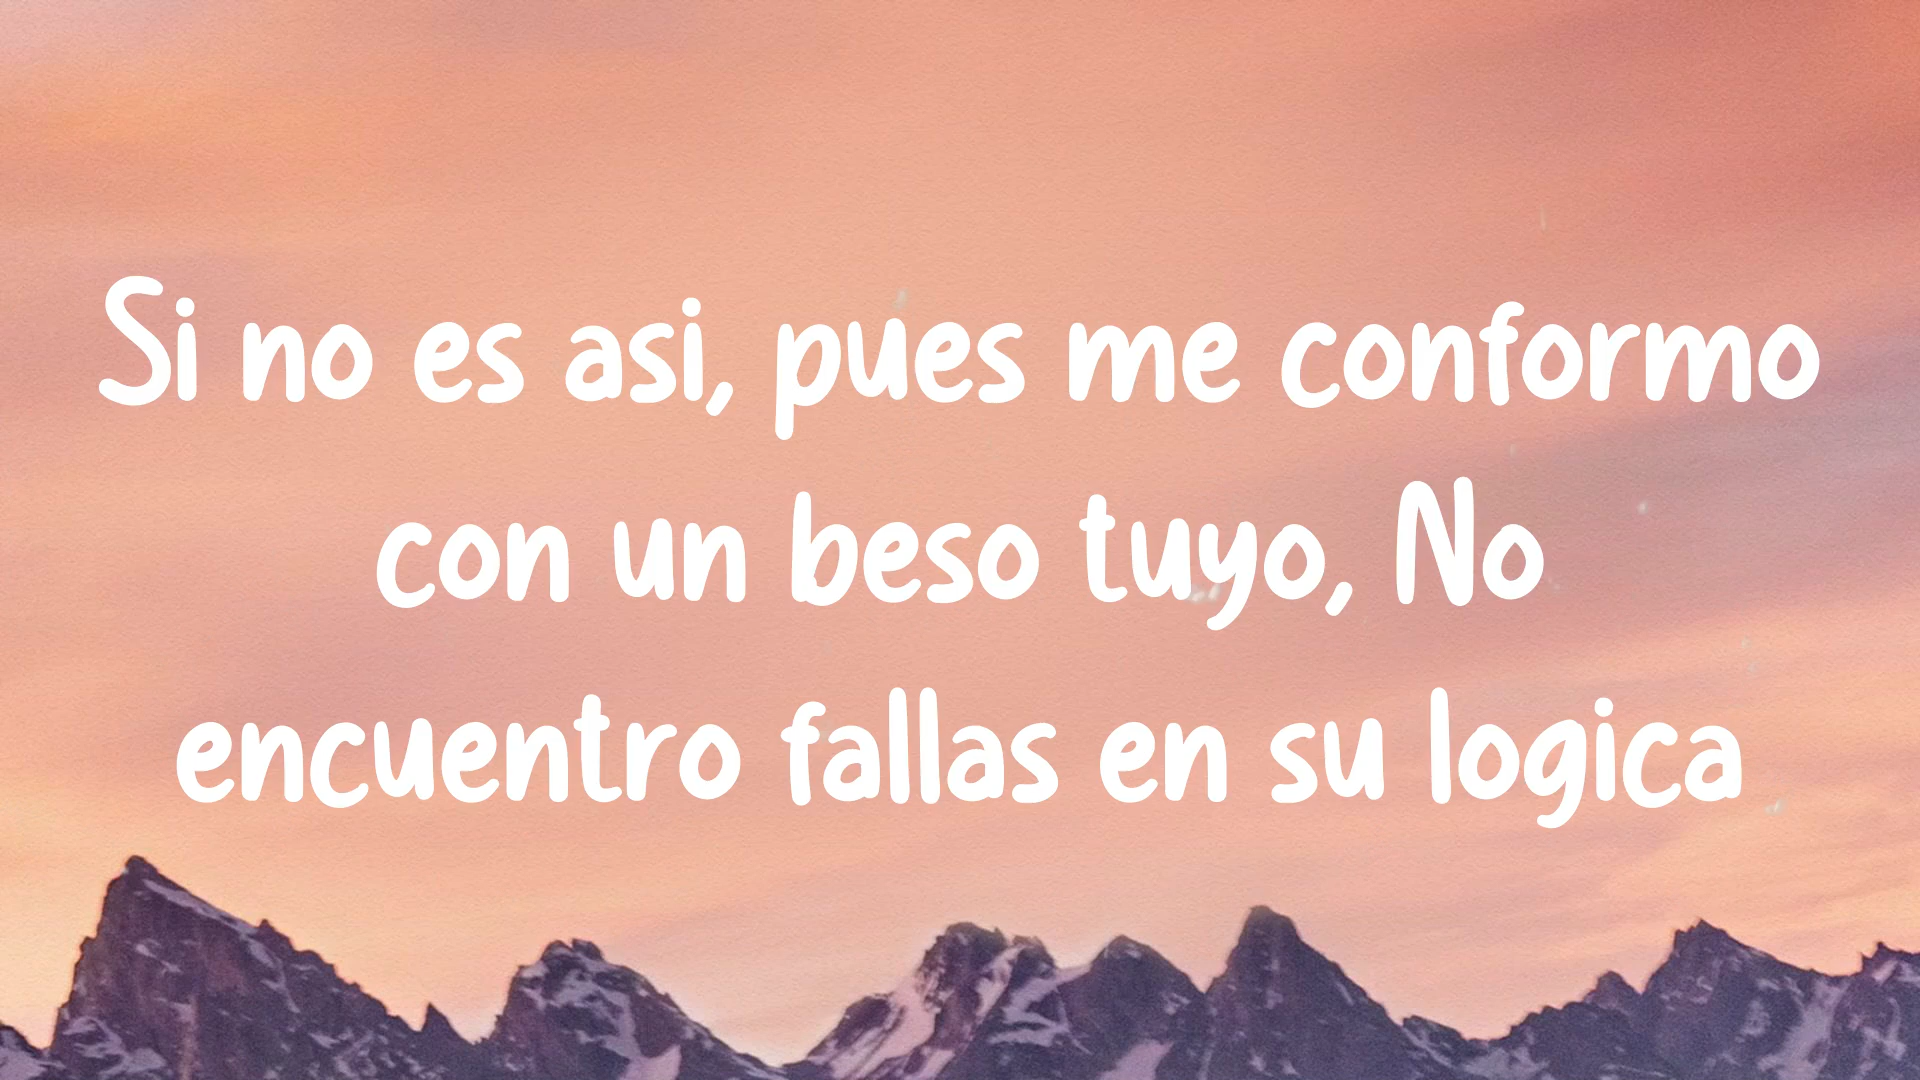 Si no es asi, pues me conformo
con un beso tuyo, No
encuentro fallas en su logica